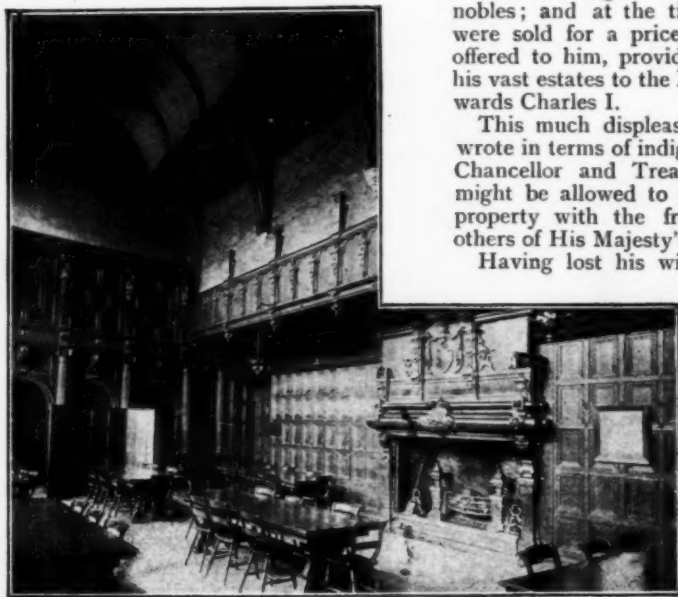 nobles; and at the ti
were sold for a price
offered to him, provid
his vast estates to the
wards Charles I.
This much displeas
wrote in terms of indig
Chancellor and Trea
might be allowed to
property with the fr
others of His Majesty'
Having lost his wi